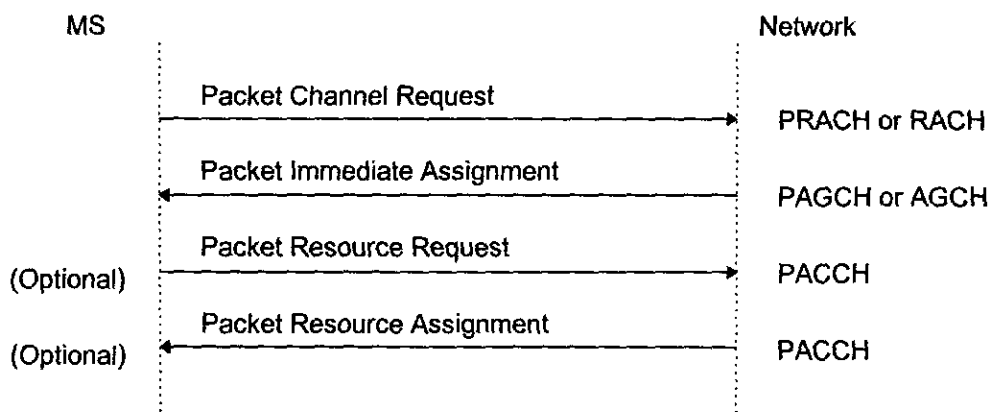 MS
Network
Packet Channel Request
PRACH or RACH
Packet Immediate Assignment
PAGCH or AGCH
Packet Resource Request
(Optional)
PACCH
Packet Resource Assignment
(Optional)
PACCH